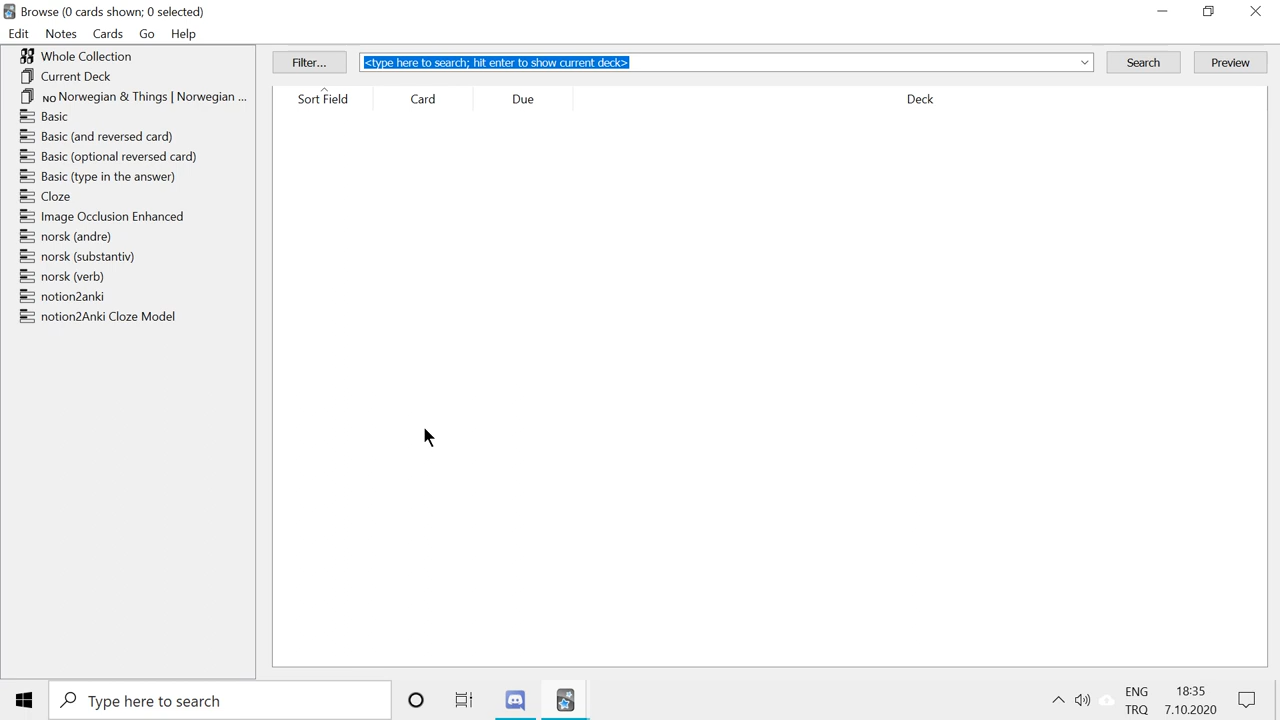 Browse (0 cards shown; 0 selected)
Edit Notes Cards Go Help
Whole Collection
Current Deck
NO Norwegian & Things | Norwegian ...
Basic
Basic (and reversed card)
Basic (optional reversed card)
Basic (type in the answer)
Cloze
Image Occlusion Enhanced
norsk (andre)
norsk (substantiv)
norsk (verb)
notion2anki
notion2Anki Cloze Model
Filter... <type here to search; hit enter to show current deck> Search Preview
Sort Field Card Due Deck
Type here to search
ENG 18:35
TRQ 7.10.2020